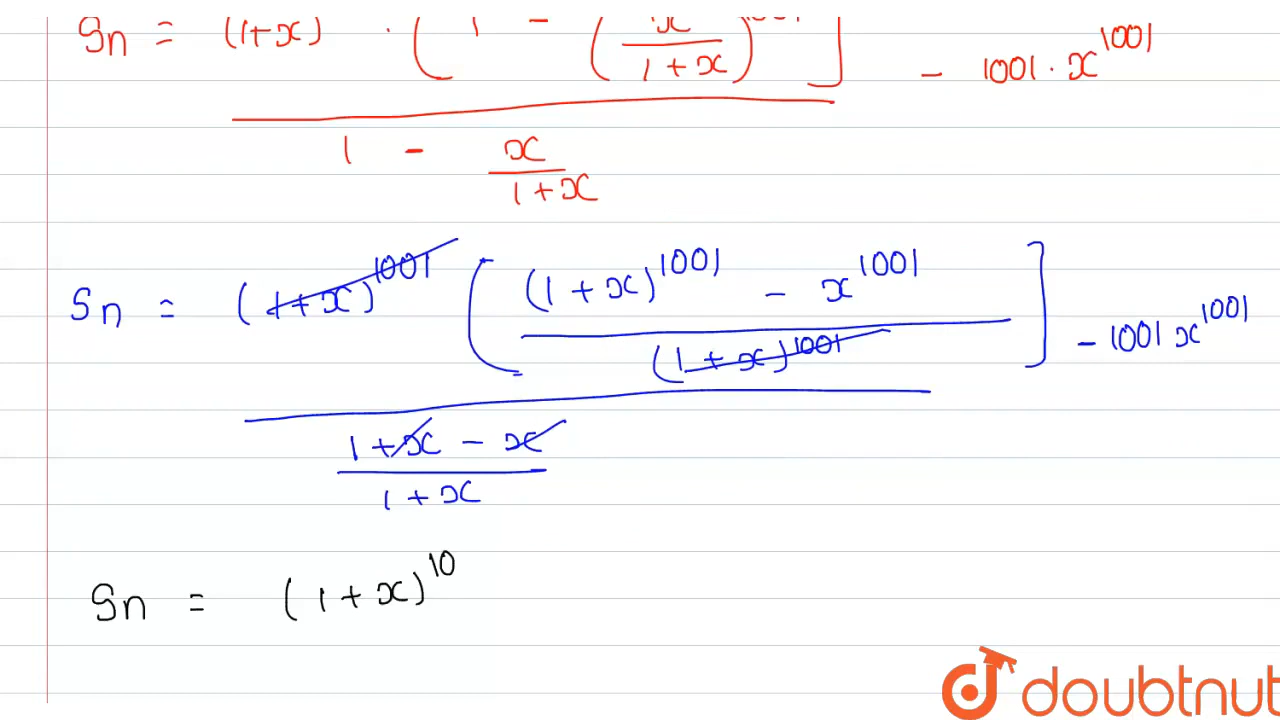 Sn = (1+x) · [ 1 - (x/1+x)^1001 ] - 1001 · x^1001
1 - x/1+x
Sn = (1+x)^1001 [ (1+x)^1001 - x^1001 / (1+x)^1001 ] - 1001 x^1001
1+x - x
1+x
Sn = (1+x)^10
doubtnut